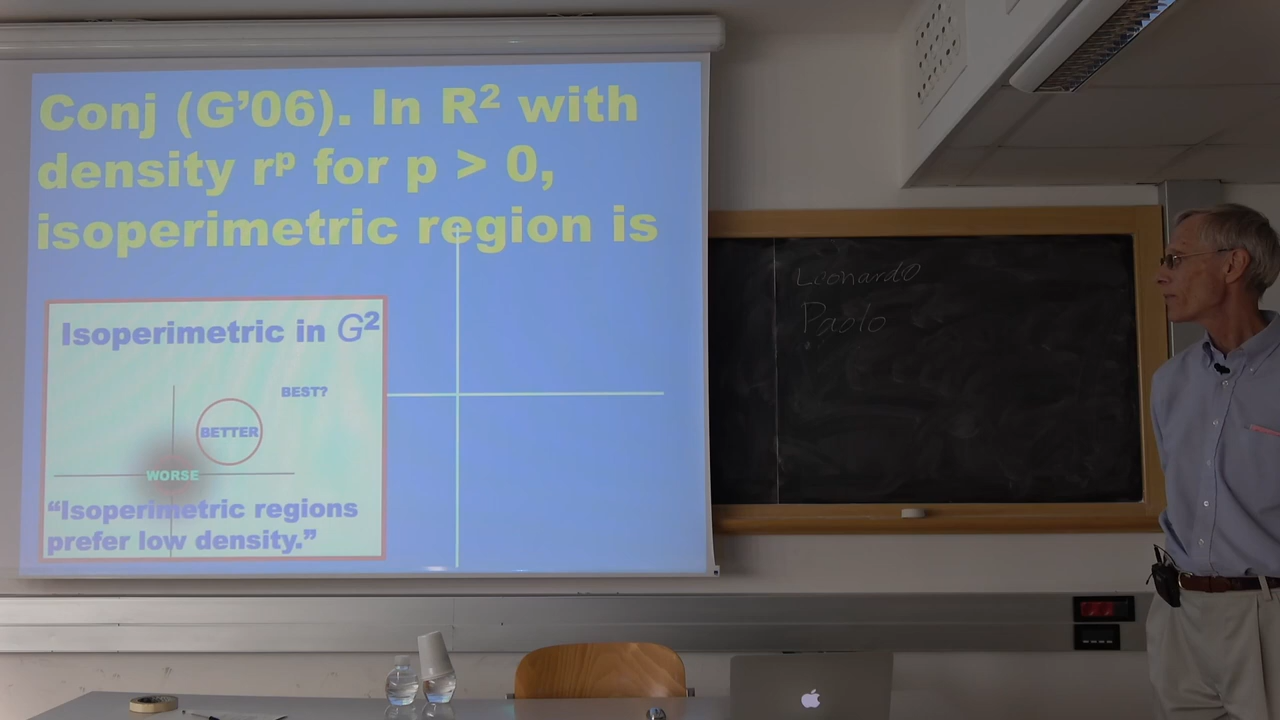 Conj (G’06). In R² with
density rᵖ for p > 0,
isoperimetric region is
Isoperimetric in G²
BEST?
BETTER
WORSE
“Isoperimetric regions
prefer low density.”
Leonardo
Paolo